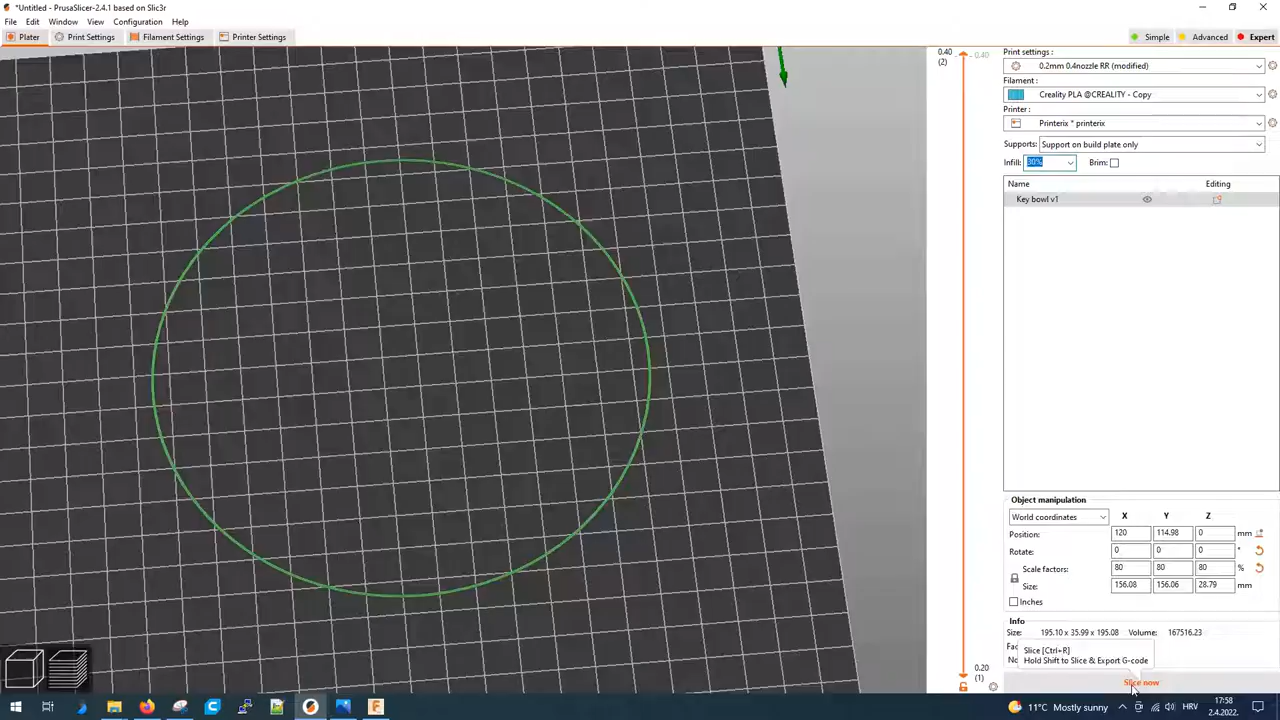 *Untitled - PrusaSlicer-2.4.1 based on Slic3r
File Edit Window View Configuration Help
Plater Print Settings Filament Settings Printer Settings Simple Advanced Expert
0.40
(2)
0.40
Print settings :
0.2mm 0.4nozzle RR (modified)
Filament :
Creality PLA @CREALITY - Copy
Printer :
Printerix * printerix
Supports: Support on build plate only
Infill: 30% Brim:
Name Editing
Key bowl v1
Object manipulation
World coordinates X Y Z
Position: 120 114.98 0 mm
Rotate: 0 0 0 °
Scale factors: 80 80 80 %
Size: 156.08 156.06 28.79 mm
Inches
Info
Size: 195.10 x 35.99 x 195.08 Volume: 167516.23
Fac
No
Slice [Ctrl+R]
Hold Shift to Slice & Export G-code
0.20
(1)
Slice now
11°C Mostly sunny HRV 17:58
2.4.2022.